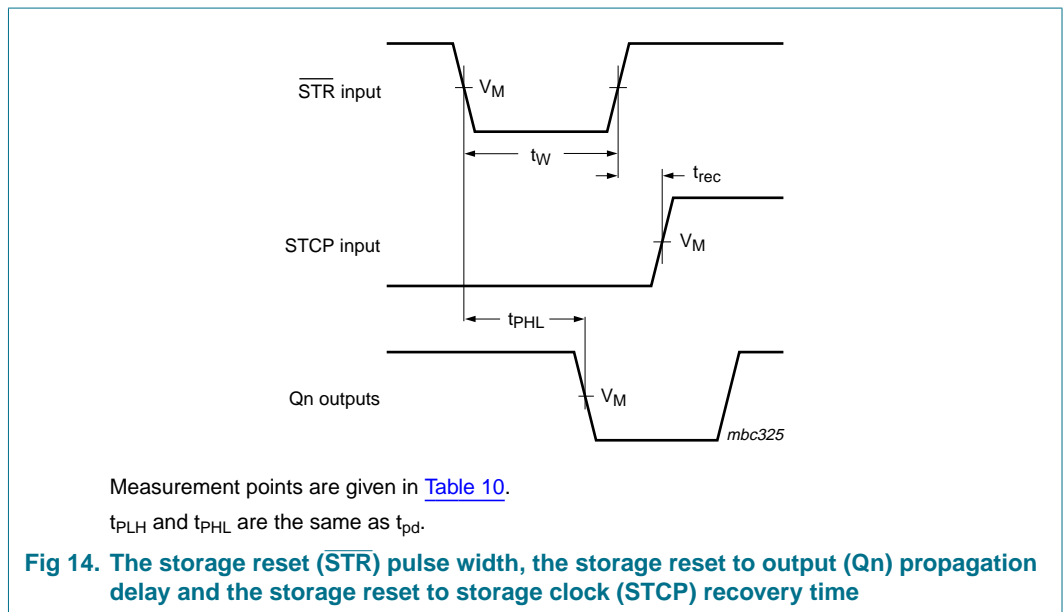 STR input
VM
tW
trec
STCP input
VM
tPHL
Qn outputs
VM
mbc325
Measurement points are given in Table 10.
tPLH and tPHL are the same as tpd.
Fig 14. The storage reset (STR) pulse width, the storage reset to output (Qn) propagation
delay and the storage reset to storage clock (STCP) recovery time